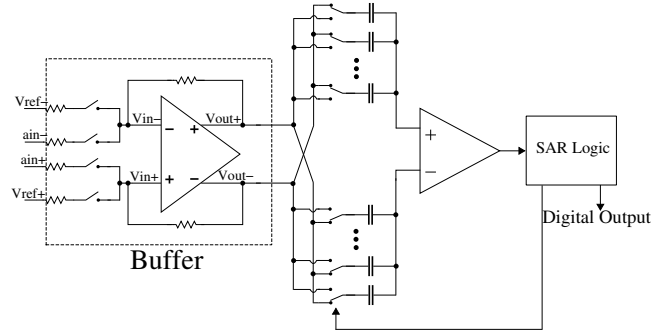 Vref−
ain−
ain+
Vref+
Vin−
Vin+
−
+
+
−
Vout+
Vout−
Buffer
+
−
SAR Logic
Digital Output